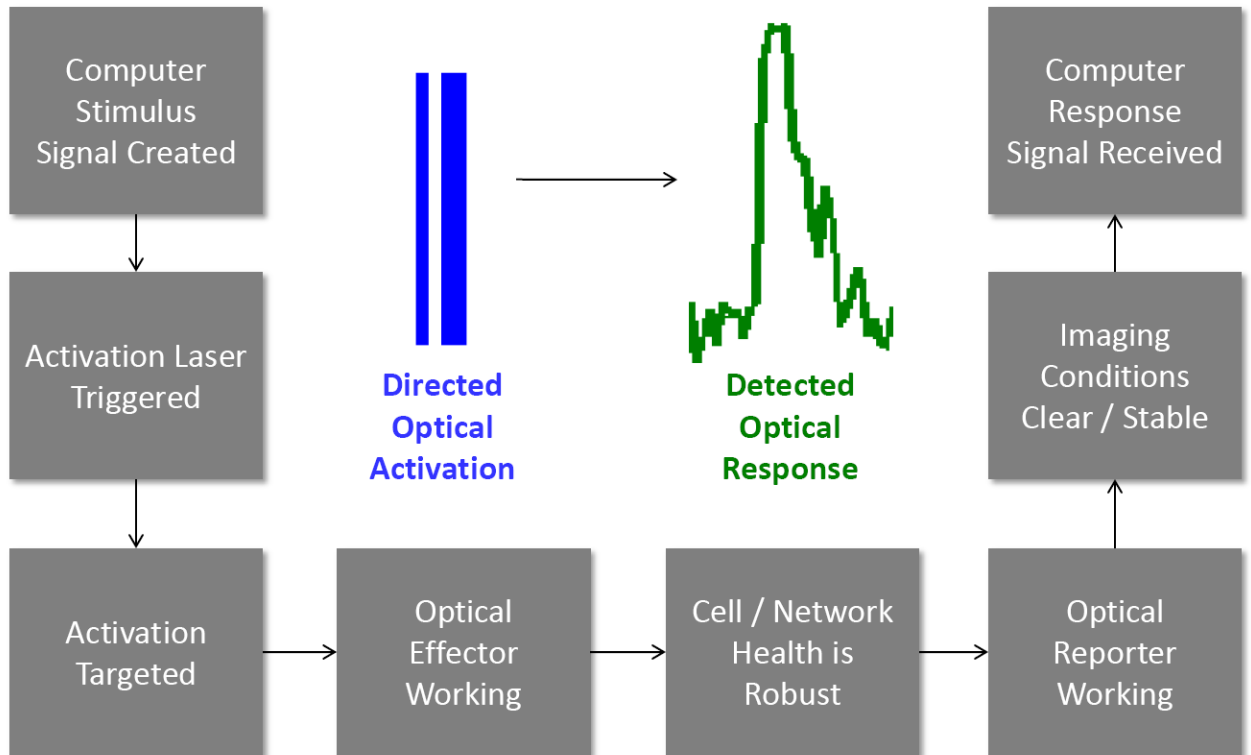 Computer
Stimulus
Signal Created
Activation Laser
Triggered
Activation
Targeted
Optical
Effector
Working
Cell / Network
Health is
Robust
Optical
Reporter
Working
Imaging
Conditions
Clear / Stable
Computer
Response
Signal Received
Directed
Optical
Activation
Detected
Optical
Response